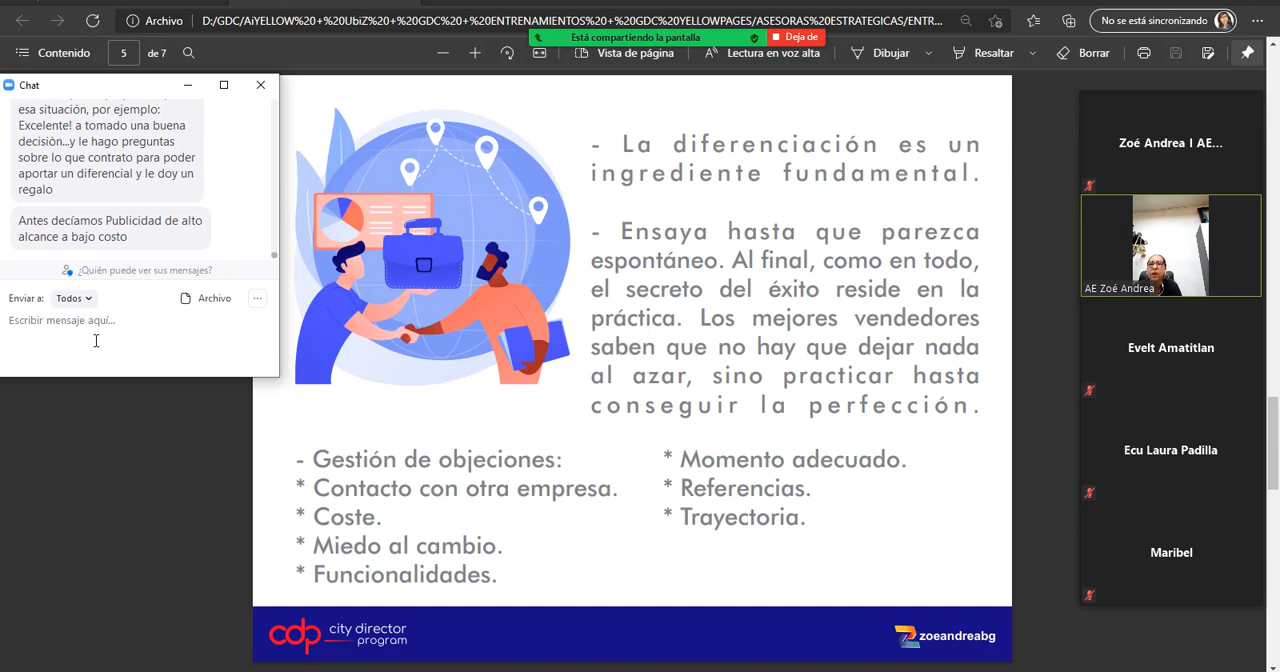 Archivo
D:/GDC/AiYELLOW%20+%20UbiZ%20+%20GDC%20+%20ENTRENAMIENTOS%20+%20GDC%20YELLOWPAGES/ASESORAS%20ESTRATEGICAS/ENTR...
No se está sincronizando
Está compartiendo la pantalla
Deja de
Contenido
5
de 7
Vista de página
Lectura en voz alta
Dibujar
Resaltar
Borrar
Chat
esa situación, por ejemplo:
Excelente! a tomado una buena
decisiòn...y le hago preguntas
sobre lo que contrato para poder
aportar un diferencial y le doy un
regalo
Antes decíamos Publicidad de alto
alcance a bajo costo
¿Quién puede ver sus mensajes?
Enviar a:
Todos
Archivo
Escribir mensaje aquí...
- La diferenciación es un
ingrediente fundamental.
- Ensaya hasta que parezca
espontáneo. Al final, como en todo,
el secreto del éxito reside en la
práctica. Los mejores vendedores
saben que no hay que dejar nada
al azar, sino practicar hasta
conseguir la perfección.
- Gestión de objeciones:
* Contacto con otra empresa.
* Coste.
* Miedo al cambio.
* Funcionalidades.
* Momento adecuado.
* Referencias.
* Trayectoria.
cdp city director
program
zoeandreabg
Zoé Andrea I AE...
AE Zoé Andrea
Evelt Amatitlan
Ecu Laura Padilla
Maribel